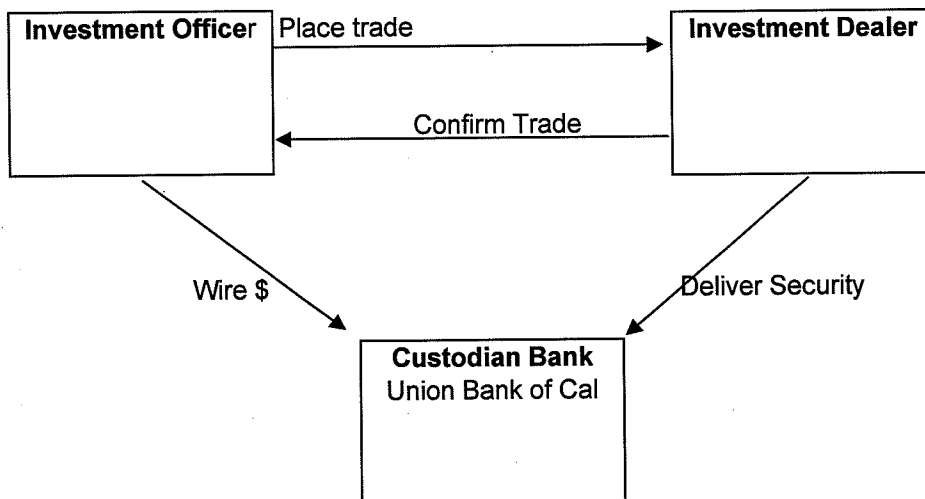 Investment Officer
Place trade
Investment Dealer
Confirm Trade
Wire $
Deliver Security
Custodian Bank
Union Bank of Cal